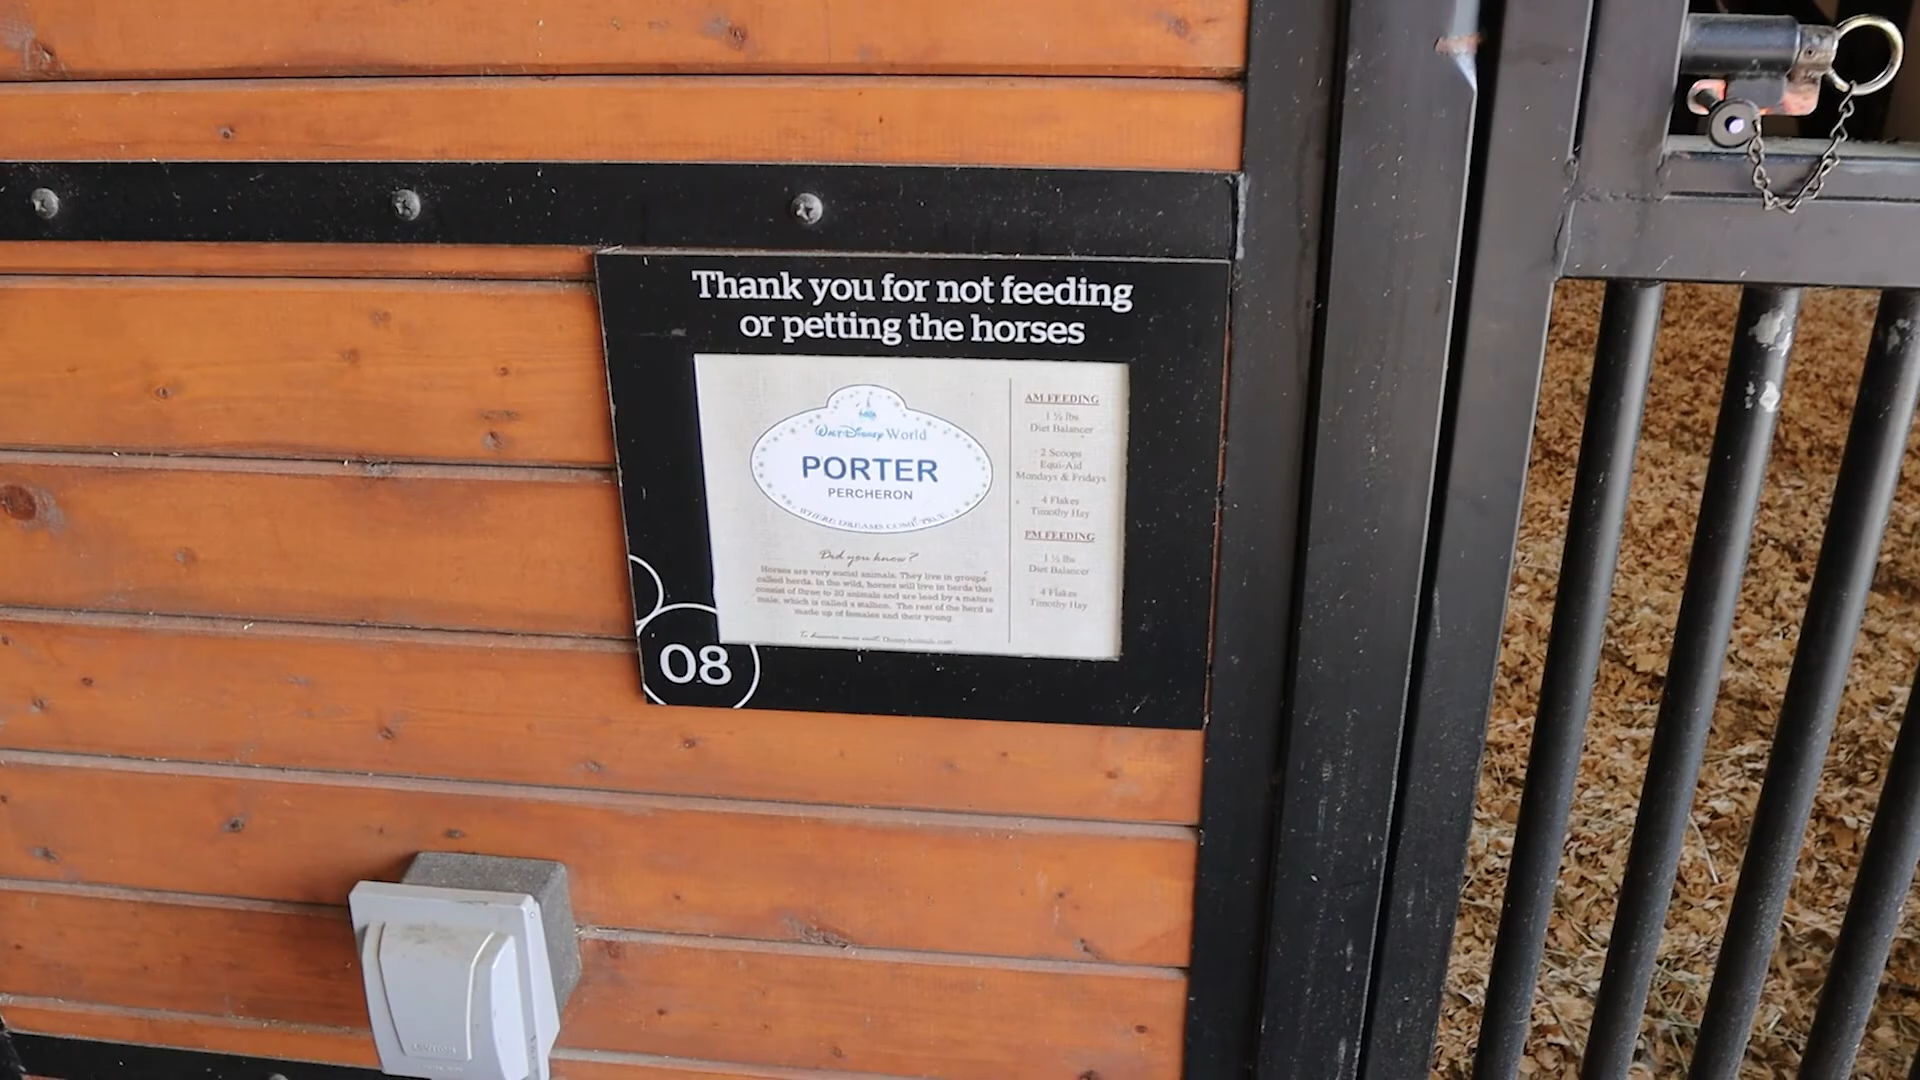 Thank you for not feeding
or petting the horses
WALT DISNEY World
PORTER
PERCHERON
WHERE DREAMS COME TRUE
Did you know?
Horses are very social animals. They live in groups
called herds. In the wild, horses will live in herds that
consist of three to 20 animals and are lead by a mature
male, which is called a stallion. The rest of the herd is
made up of females and their young
To discover more visit:
AM FEEDING
1 ½ lbs
Diet Balancer
2 Scoops
Equi-Aid
Mondays & Fridays
4 Flakes
Timothy Hay
PM FEEDING
1 ½ lbs
Diet Balancer
4 Flakes
Timothy Hay
08